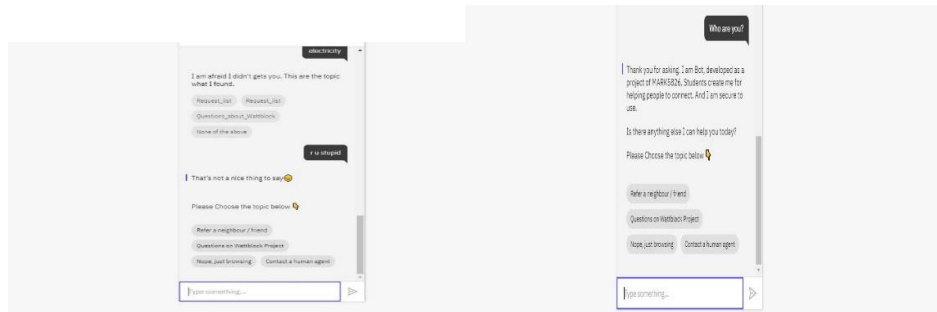 electricity
I am afraid I didn't gets you. This are the topic
what I found.
Request_list Request_list
Questions_about_Wattblock
None of the above
r u stupid
That's not a nice thing to say😑
Please Choose the topic below 👇
Refer a neighbour / friend
Questions on Wattblock Project
Nope, just browsing Contact a human agent
Type something...
Who are you?
Thank you for asking. I am Bot, developed as a
project of MARK5826. Students create me for
helping people to connect. And I am secure to
use.
Is there anything else I can help you today?
Please Choose the topic below 👇
Refer a neighbour / friend
Questions on Wattblock Project
Nope, just browsing Contact a human agent
Type something...